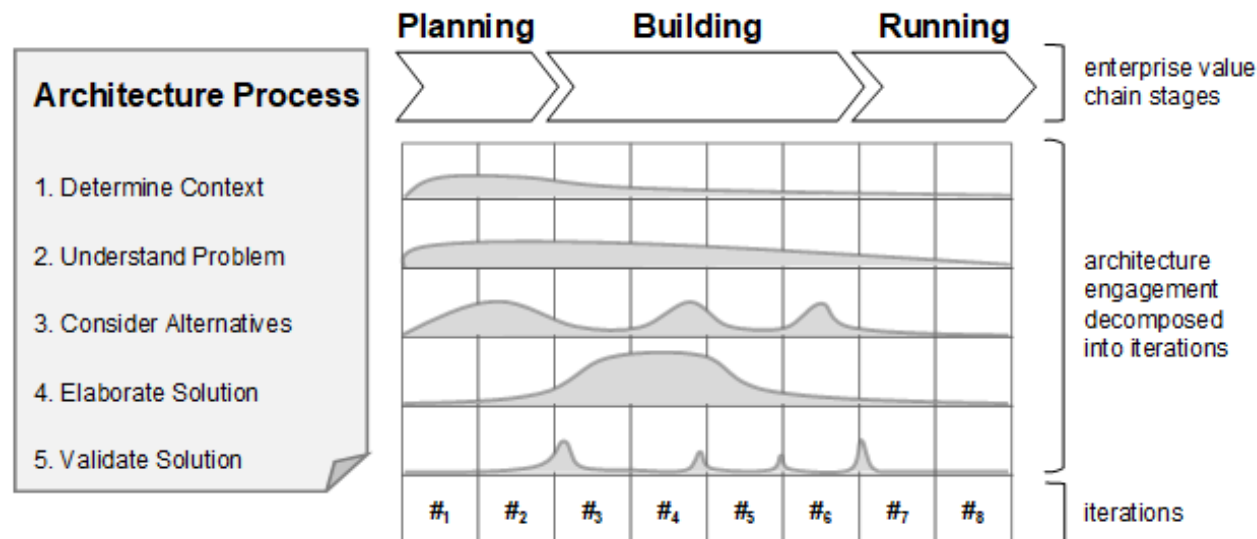 Planning Building Running
enterprise value
chain stages
Architecture Process
1. Determine Context
2. Understand Problem
3. Consider Alternatives
4. Elaborate Solution
5. Validate Solution
architecture
engagement
decomposed
into iterations
#1 #2 #3 #4 #5 #6 #7 #8
iterations